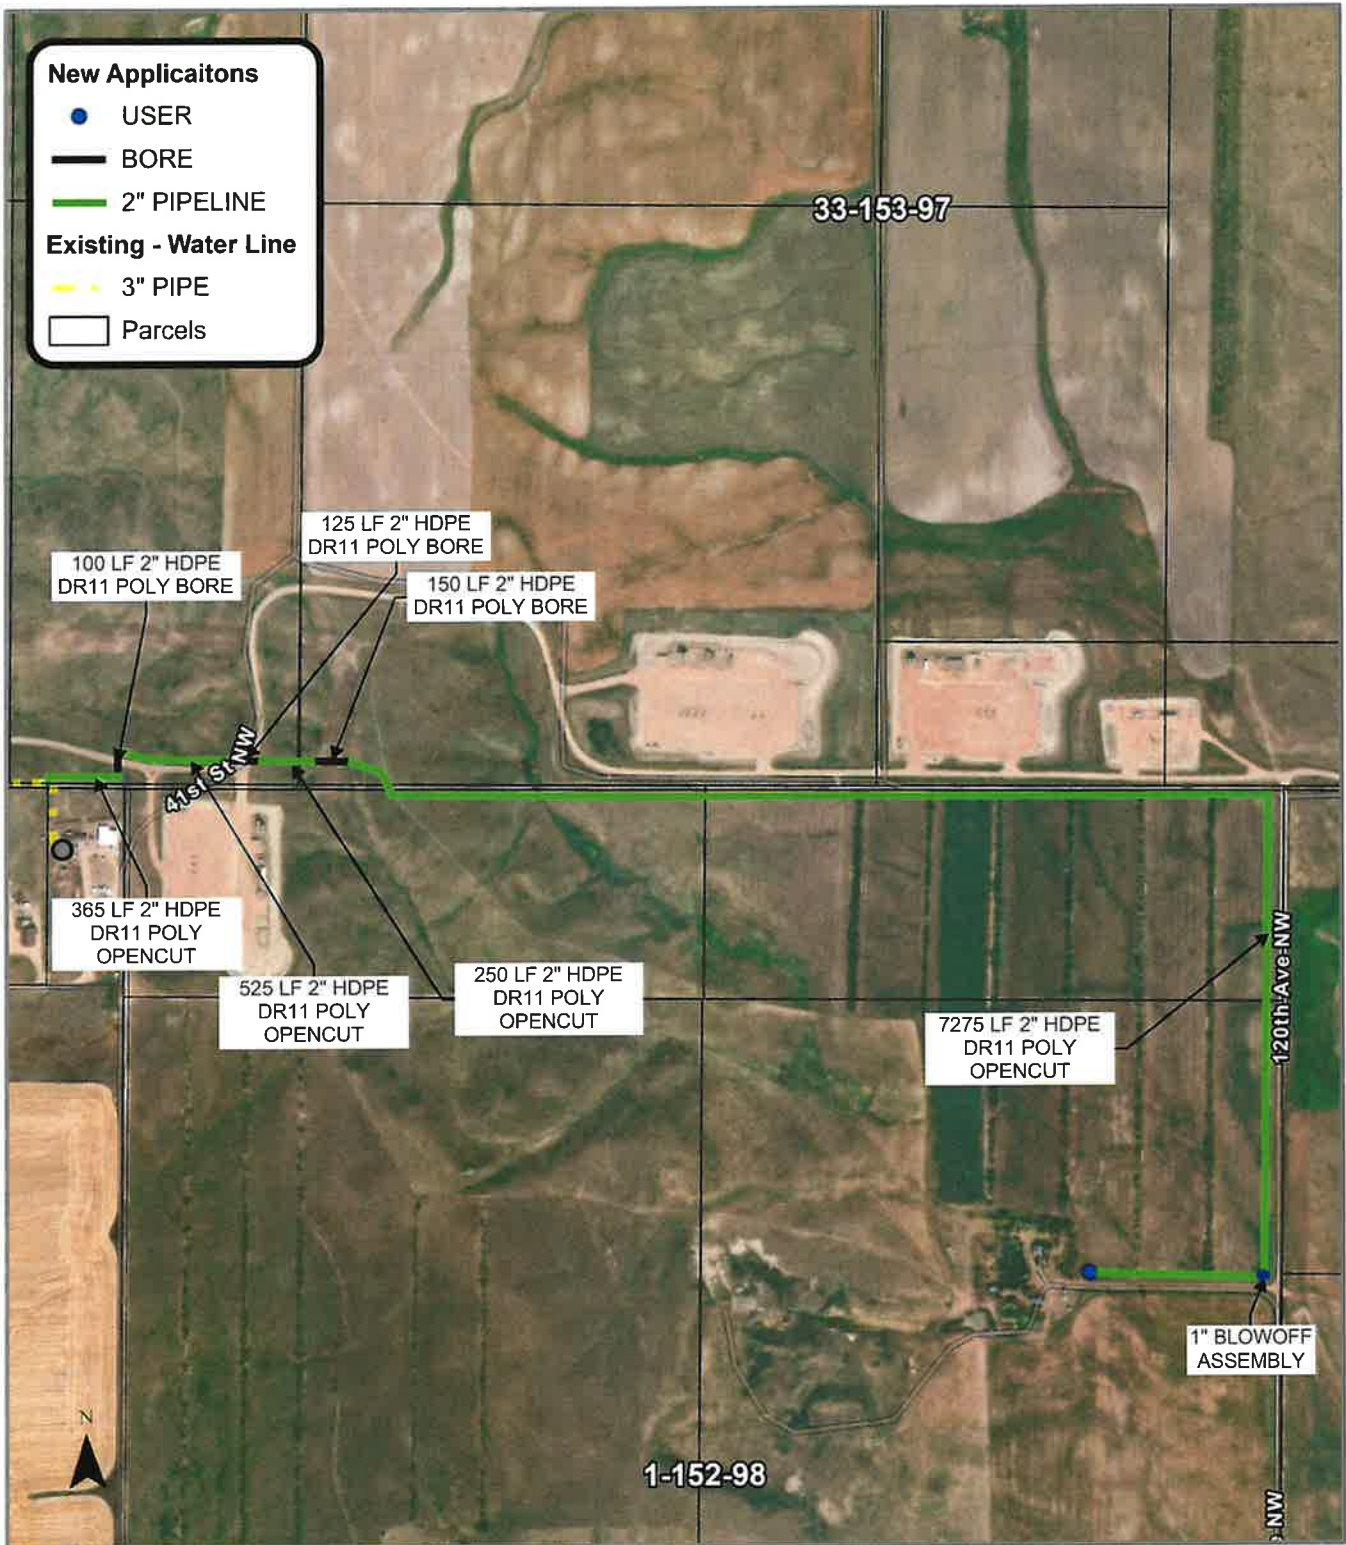 New Applicaitons
USER
BORE
2" PIPELINE
Existing - Water Line
3" PIPE
Parcels
33-153-97
125 LF 2" HDPE
DR11 POLY BORE
100 LF 2" HDPE
DR11 POLY BORE
150 LF 2" HDPE
DR11 POLY BORE
41st St NW
365 LF 2" HDPE
DR11 POLY
OPENCUT
525 LF 2" HDPE
DR11 POLY
OPENCUT
250 LF 2" HDPE
DR11 POLY
OPENCUT
7275 LF 2" HDPE
DR11 POLY
OPENCUT
120th Ave NW
1" BLOWOFF
ASSEMBLY
N
1-152-98
NW